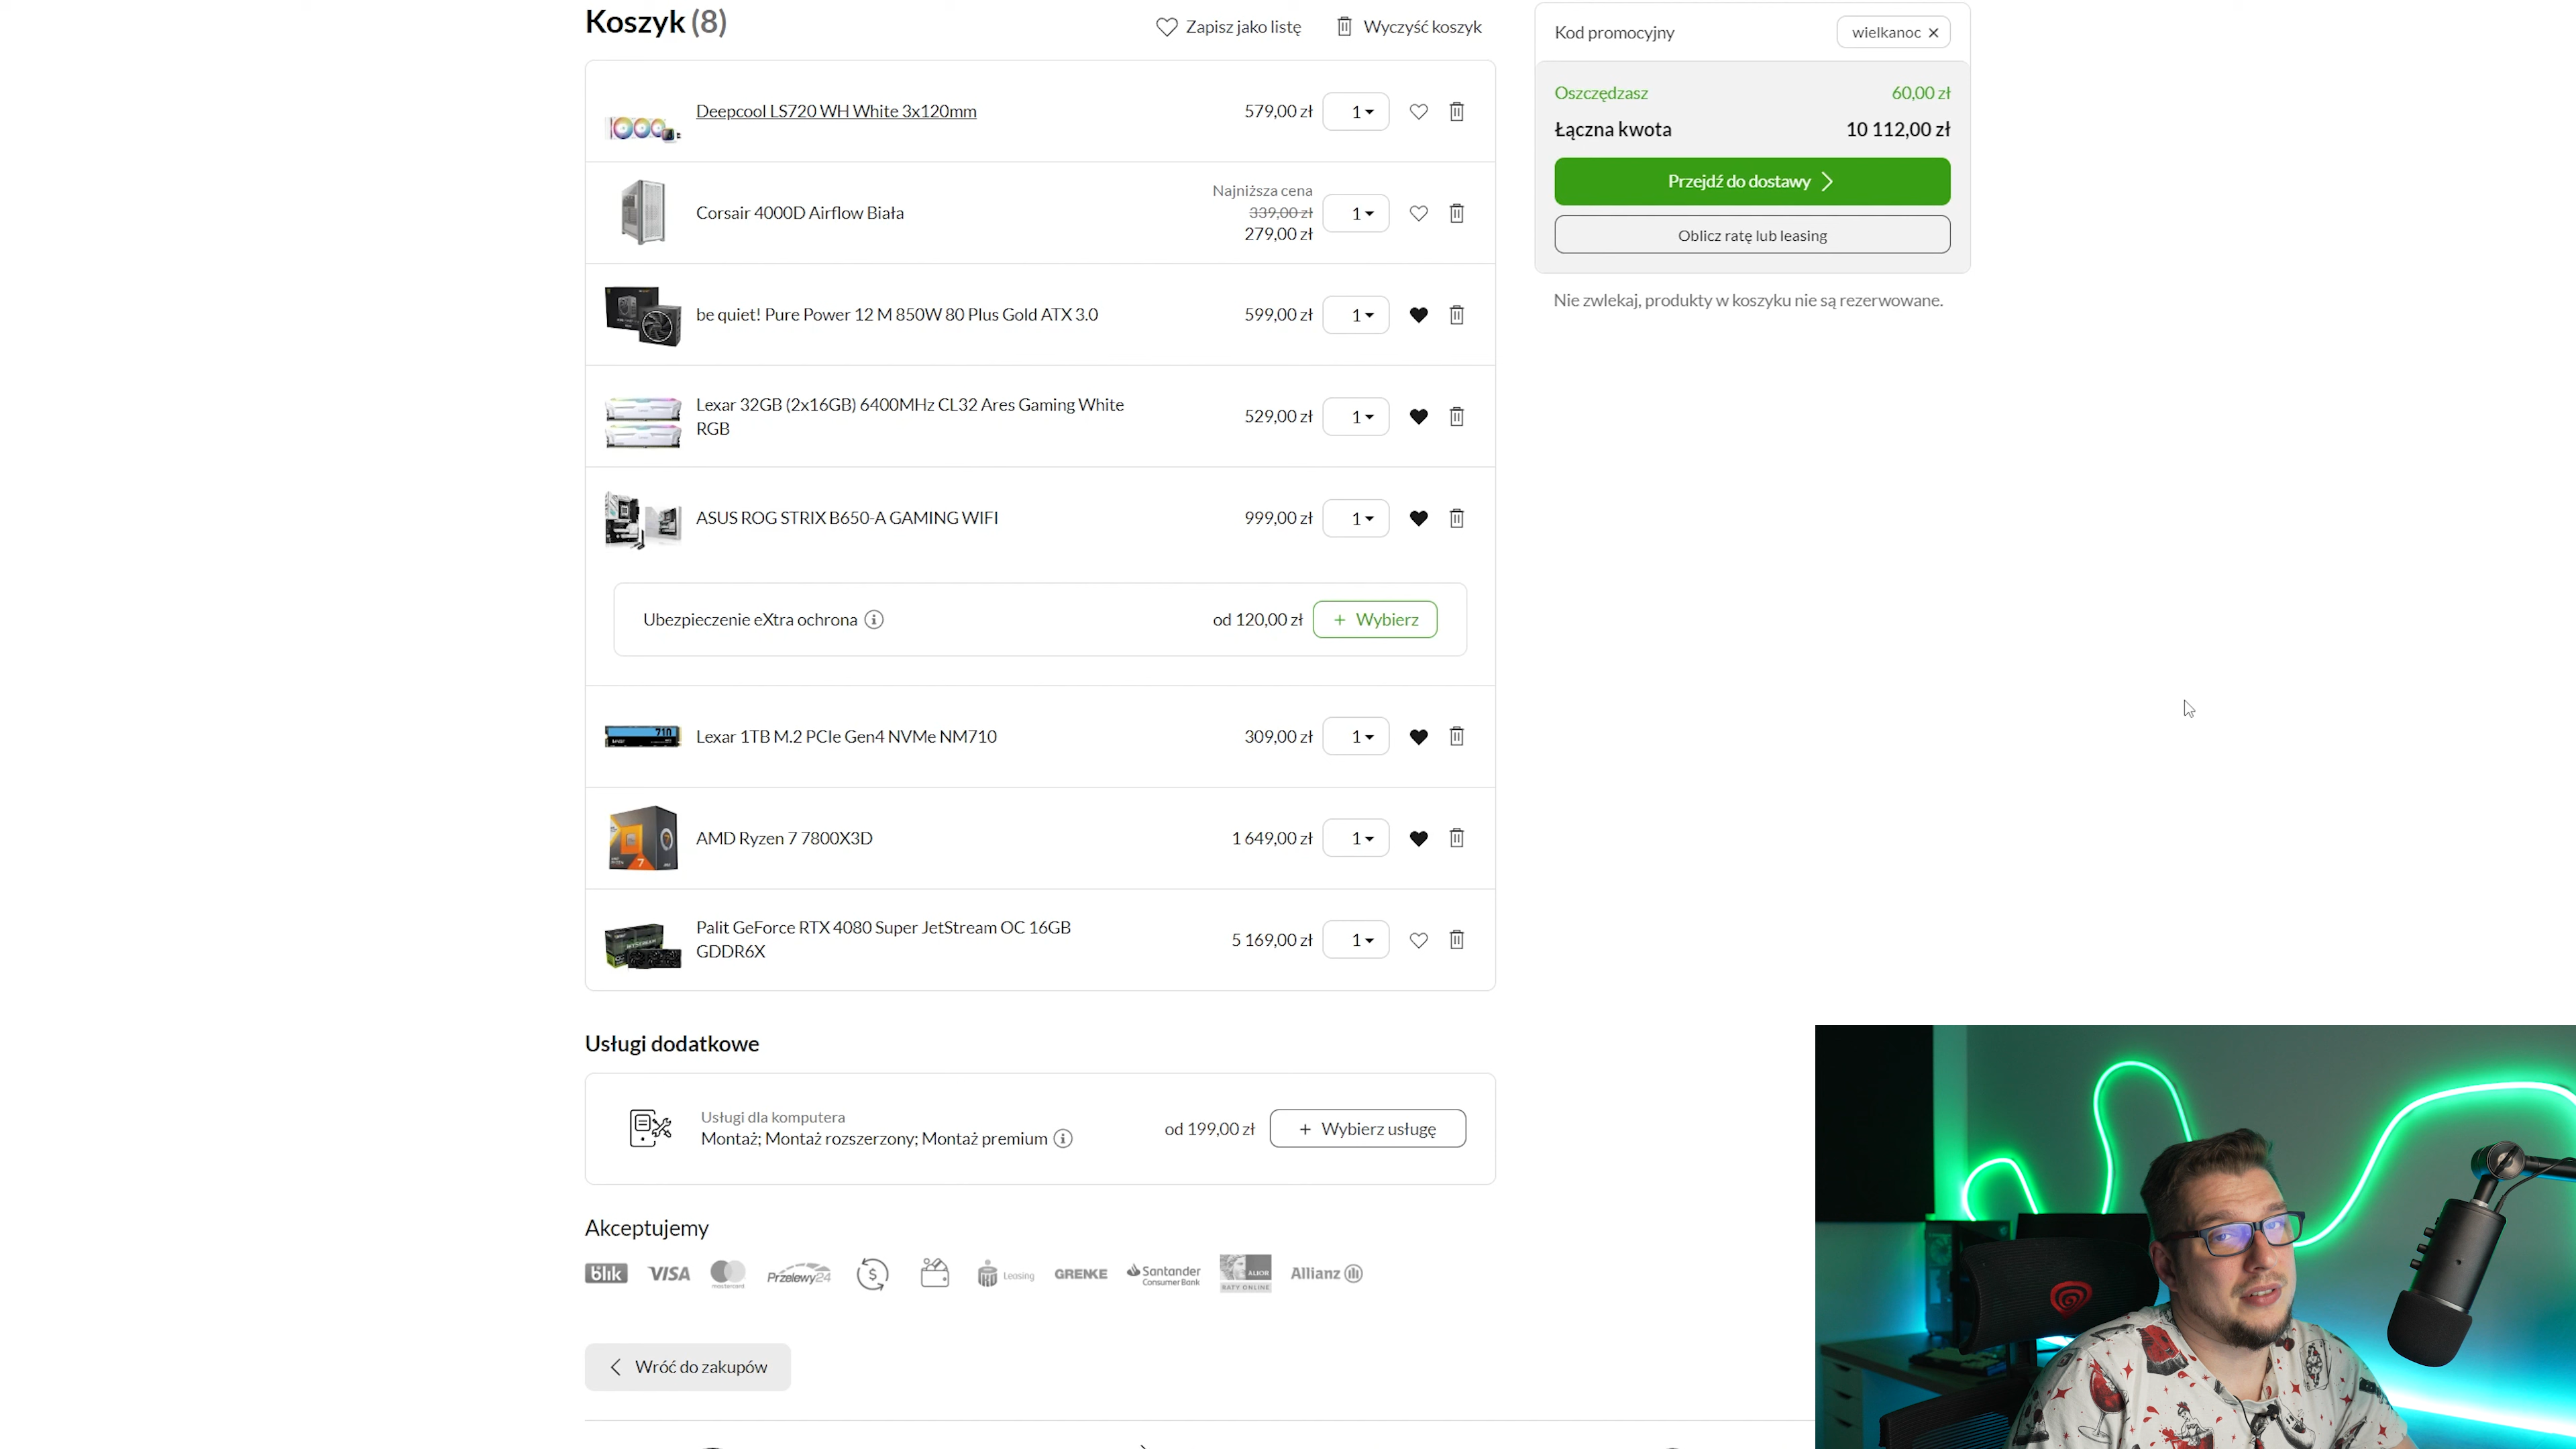 Koszyk (8)
Zapisz jako listę
Wyczyść koszyk
Deepcool LS720 WH White 3x120mm
579,00 zł
1
Corsair 4000D Airflow Biała
Najniższa cena
339,00 zł
279,00 zł
1
be quiet! Pure Power 12 M 850W 80 Plus Gold ATX 3.0
599,00 zł
1
Lexar 32GB (2x16GB) 6400MHz CL32 Ares Gaming White
RGB
529,00 zł
1
ASUS ROG STRIX B650-A GAMING WIFI
999,00 zł
1
Ubezpieczenie eXtra ochrona
od 120,00 zł
+ Wybierz
710
Lexar 1TB M.2 PCIe Gen4 NVMe NM710
309,00 zł
1
7
AMD Ryzen 7 7800X3D
1 649,00 zł
1
Palit GeForce RTX 4080 Super JetStream OC 16GB
GDDR6X
5 169,00 zł
1
Usługi dodatkowe
Usługi dla komputera
Montaż; Montaż rozszerzony; Montaż premium
od 199,00 zł
+ Wybierz usługę
Akceptujemy
blik
VISA
mastercard
Przelewy24
Leasing
GRENKE
Santander
Consumer Bank
ALIOR
RATY ONLINE
Allianz
Wróć do zakupów
Kod promocyjny
wielkanoc ×
Oszczędzasz
60,00 zł
Łączna kwota
10 112,00 zł
Przejdź do dostawy
Oblicz ratę lub leasing
Nie zwlekaj, produkty w koszyku nie są rezerwowane.